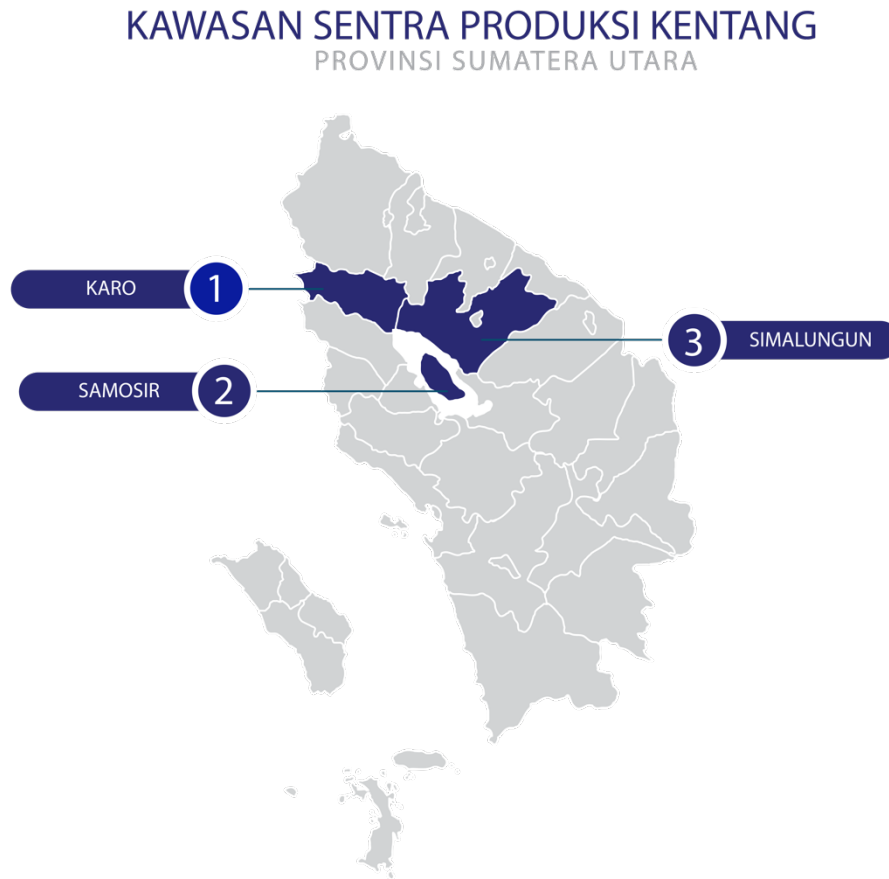 KAWASAN SENTRA PRODUKSI KENTANG
PROVINSI SUMATERA UTARA
KARO 1
3 SIMALUNGUN
SAMOSIR 2